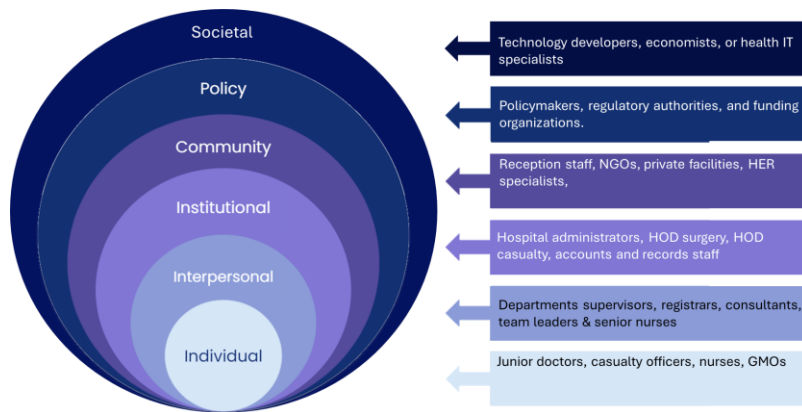 Societal
Technology developers, economists, or health IT
specialists
Policy
Policymakers, regulatory authorities, and funding
organizations.
Community
Reception staff, NGOs, private facilities, HER
specialists,
Institutional
Hospital administrators, HOD surgery, HOD
casualty, accounts and records staff
Interpersonal
Departments supervisors, registrars, consultants,
team leaders & senior nurses
Individual
Junior doctors, casualty officers, nurses, GMOs